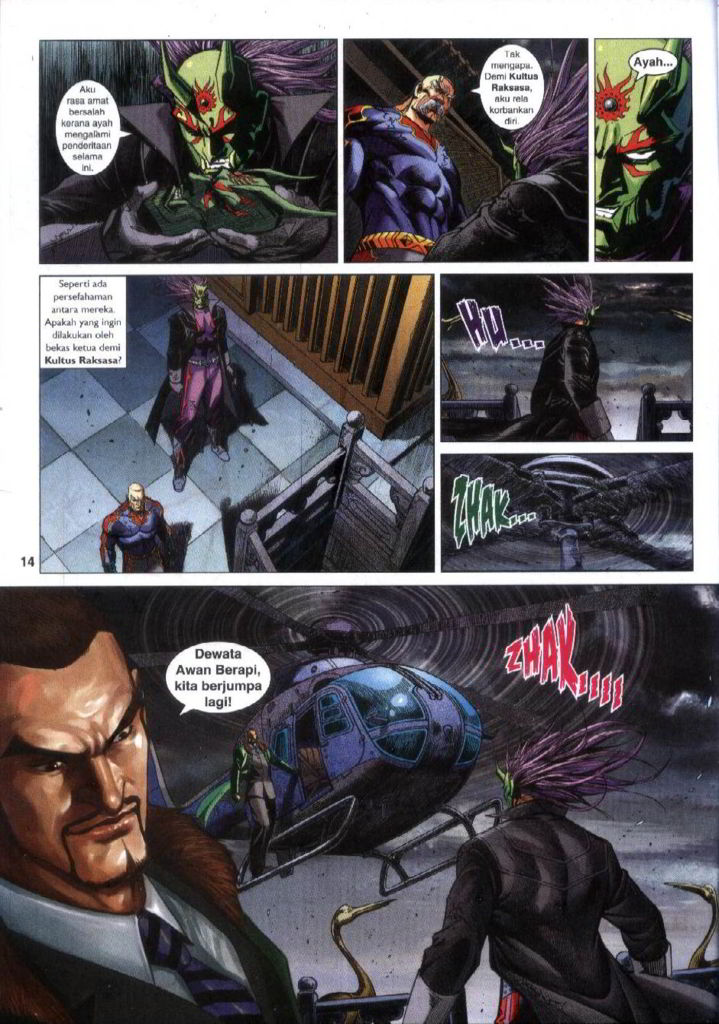 Aku
rasa amat
bersalah
kerana ayah
mengalami
penderitaan
selama
ini.
Tak
mengapa.
Demi Kultus
Raksasa,
aku rela
korbankan
diri.
Ayah...
Seperti ada
persefahaman
antara mereka.
Apakah yang ingin
dilakukan oleh
bekas ketua demi
Kultus Raksasa?
HU...
ZHAK...
14
Dewata
Awan Berapi,
kita berjumpa
lagi!
ZHAK....